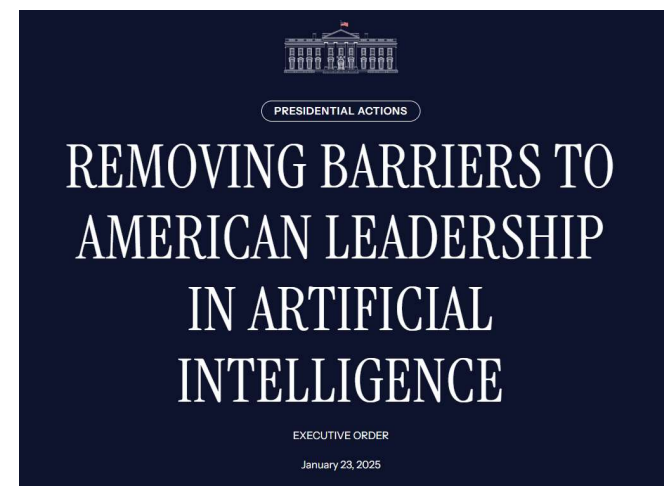 PRESIDENTIAL ACTIONS
REMOVING BARRIERS TO
AMERICAN LEADERSHIP
IN ARTIFICIAL
INTELLIGENCE
EXECUTIVE ORDER
January 23, 2025